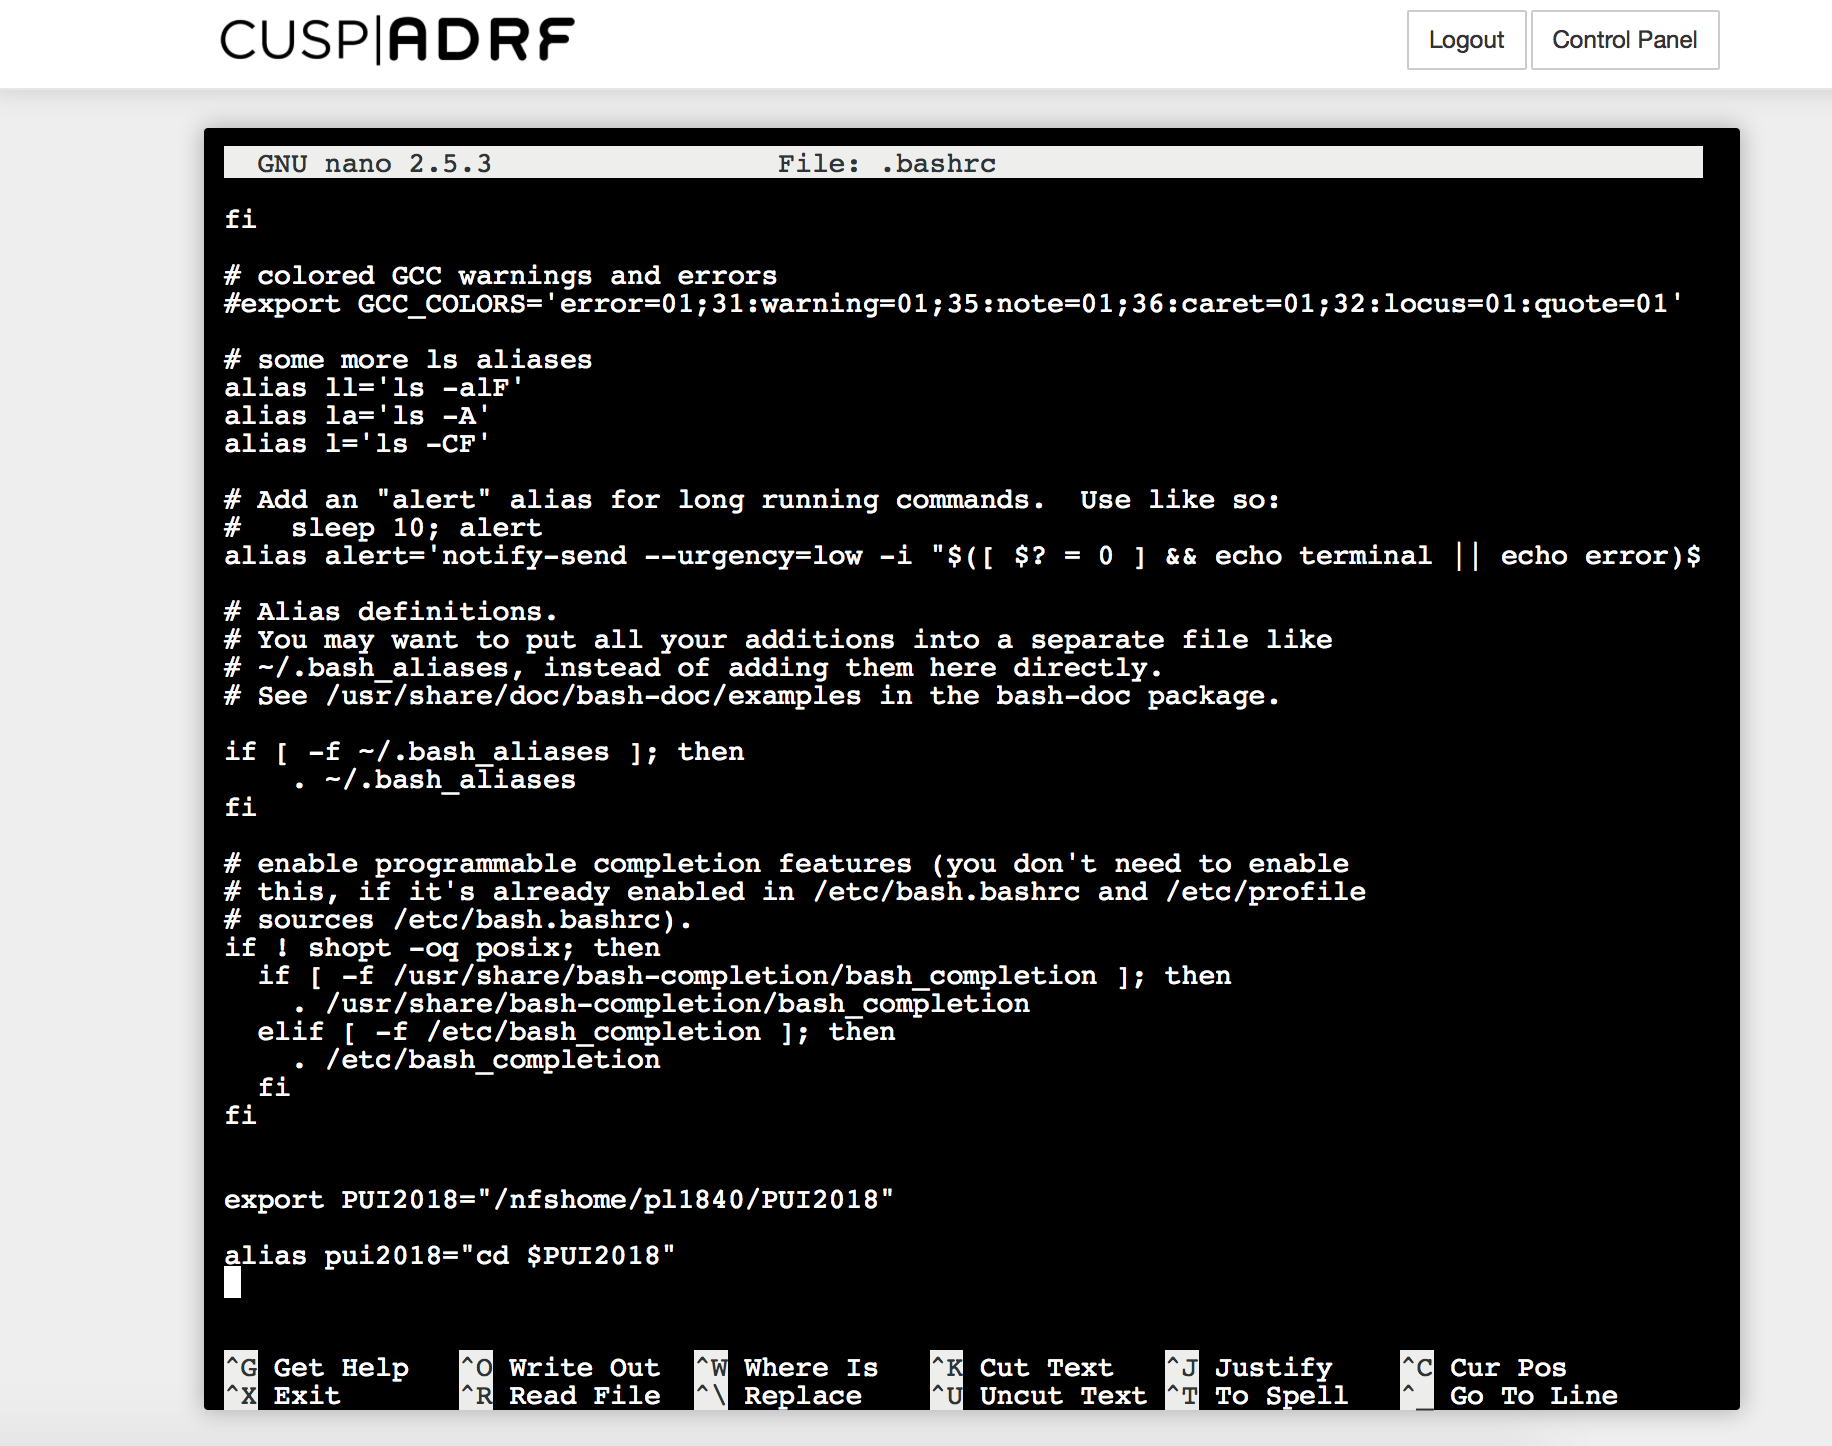 CUSP|ADRF
Logout
Control Panel
GNU nano 2.5.3 File: .bashrc
fi
# colored GCC warnings and errors
#export GCC_COLORS='error=01;31:warning=01;35:note=01;36:caret=01;32:locus=01:quote=01'
# some more ls aliases
alias ll='ls -alF'
alias la='ls -A'
alias l='ls -CF'
# Add an "alert" alias for long running commands.  Use like so:
#   sleep 10; alert
alias alert='notify-send --urgency=low -i "$([ $? = 0 ] && echo terminal || echo error)$
# Alias definitions.
# You may want to put all your additions into a separate file like
# ~/.bash_aliases, instead of adding them here directly.
# See /usr/share/doc/bash-doc/examples in the bash-doc package.
if [ -f ~/.bash_aliases ]; then
    . ~/.bash_aliases
fi
# enable programmable completion features (you don't need to enable
# this, if it's already enabled in /etc/bash.bashrc and /etc/profile
# sources /etc/bash.bashrc).
if ! shopt -oq posix; then
  if [ -f /usr/share/bash-completion/bash_completion ]; then
    . /usr/share/bash-completion/bash_completion
  elif [ -f /etc/bash_completion ]; then
    . /etc/bash_completion
  fi
fi
export PUI2018="/nfshome/pl1840/PUI2018"
alias pui2018="cd $PUI2018"
^G Get Help ^O Write Out ^W Where Is ^K Cut Text ^J Justify ^C Cur Pos
^X Exit ^R Read File ^\ Replace ^U Uncut Text ^T To Spell ^_ Go To Line